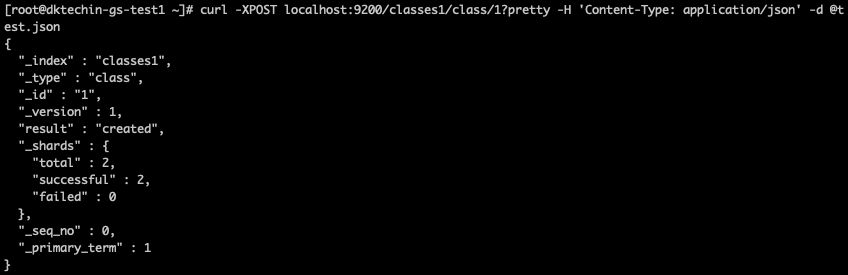 [root@dktechin-gs-test1 ~]# curl -XPOST localhost:9200/classes1/class/1?pretty -H 'Content-Type: application/json' -d @t
est.json
{
  "_index" : "classes1",
  "_type" : "class",
  "_id" : "1",
  "_version" : 1,
  "result" : "created",
  "_shards" : {
    "total" : 2,
    "successful" : 2,
    "failed" : 0
  },
  "_seq_no" : 0,
  "_primary_term" : 1
}